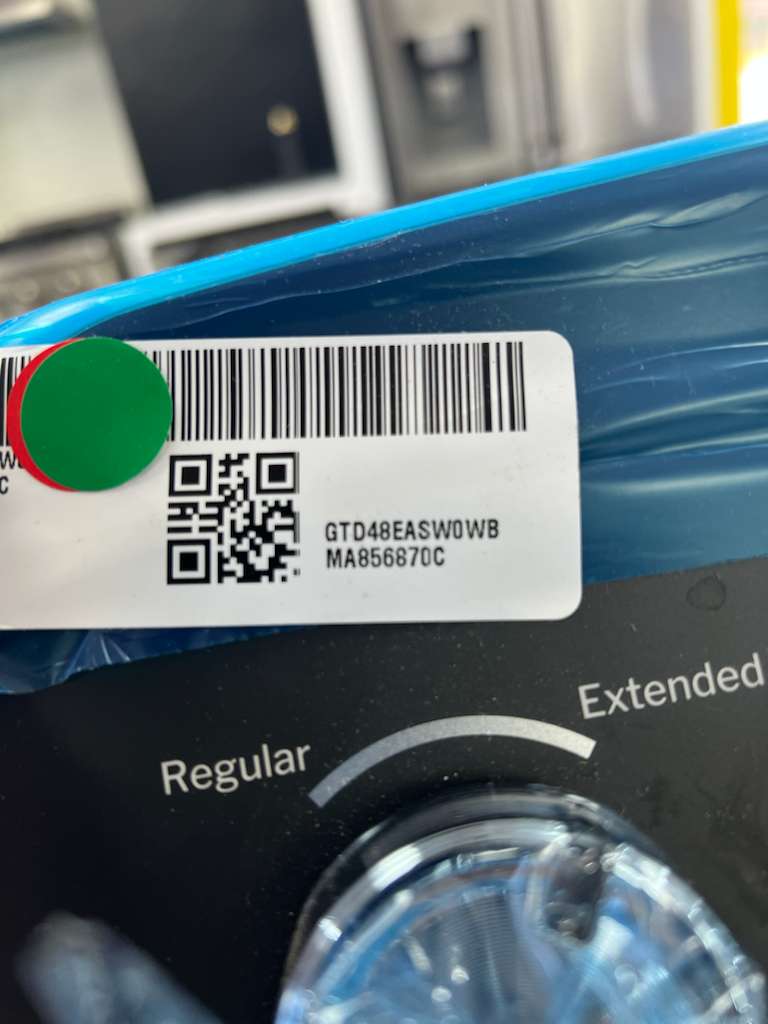 GTD48EASW0WB
MA856870C
Extended
Regular